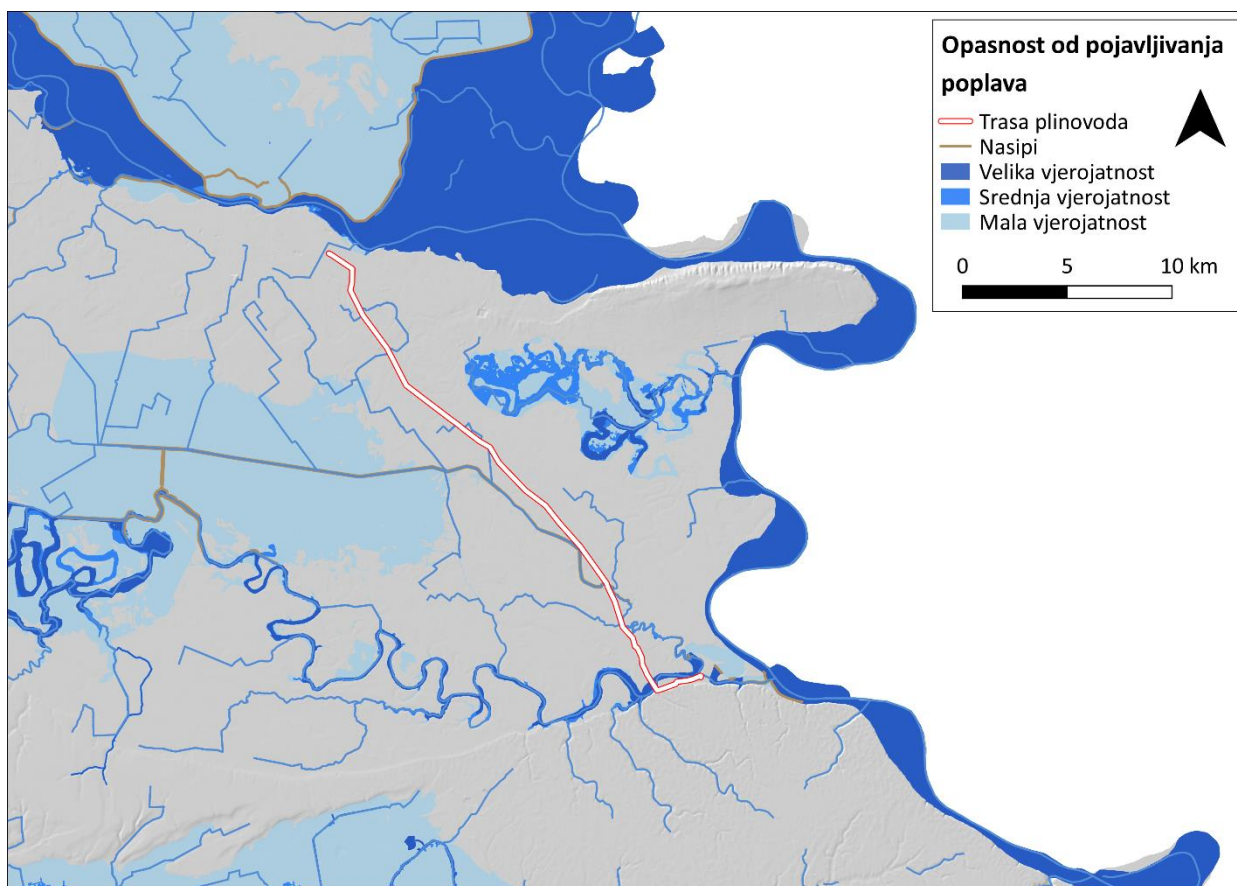 Opasnost od pojavljivanja
poplava
Trasa plinovoda
Nasipi
Velika vjerojatnost
Srednja vjerojatnost
Mala vjerojatnost
0 5 10 km